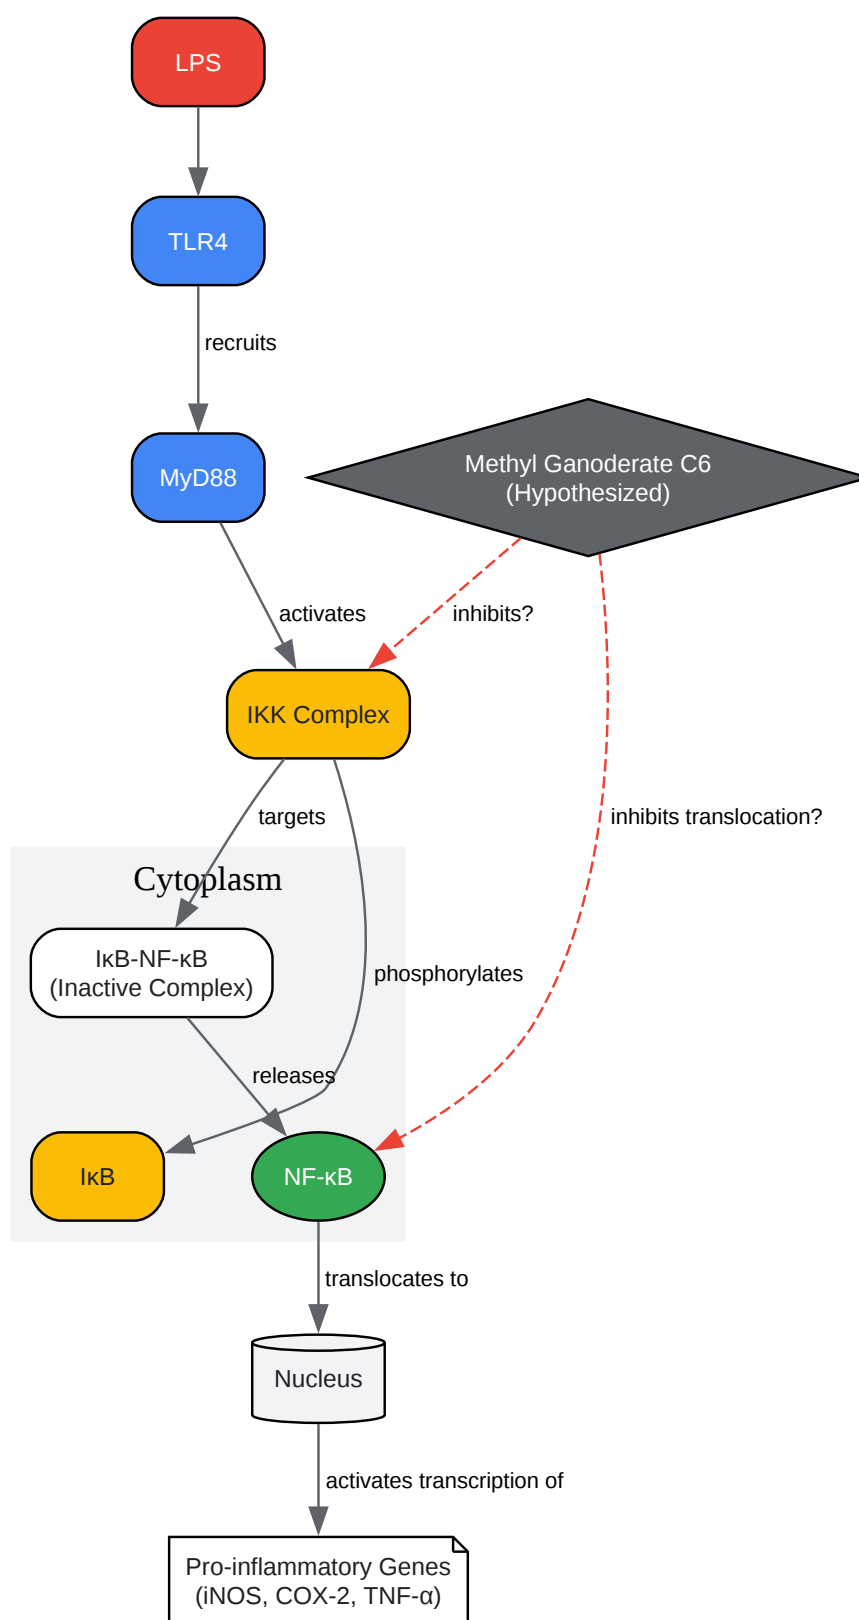 LPS
TLR4
recruits
MyD88
Methyl Ganoderate C6
(Hypothesized)
activates
inhibits?
IKK Complex
targets
inhibits translocation?
Cytoplasm
IκB-NF-κB
(Inactive Complex)
phosphorylates
releases
IκB
NF-κB
translocates to
Nucleus
activates transcription of
Pro-inflammatory Genes
(iNOS, COX-2, TNF-α)